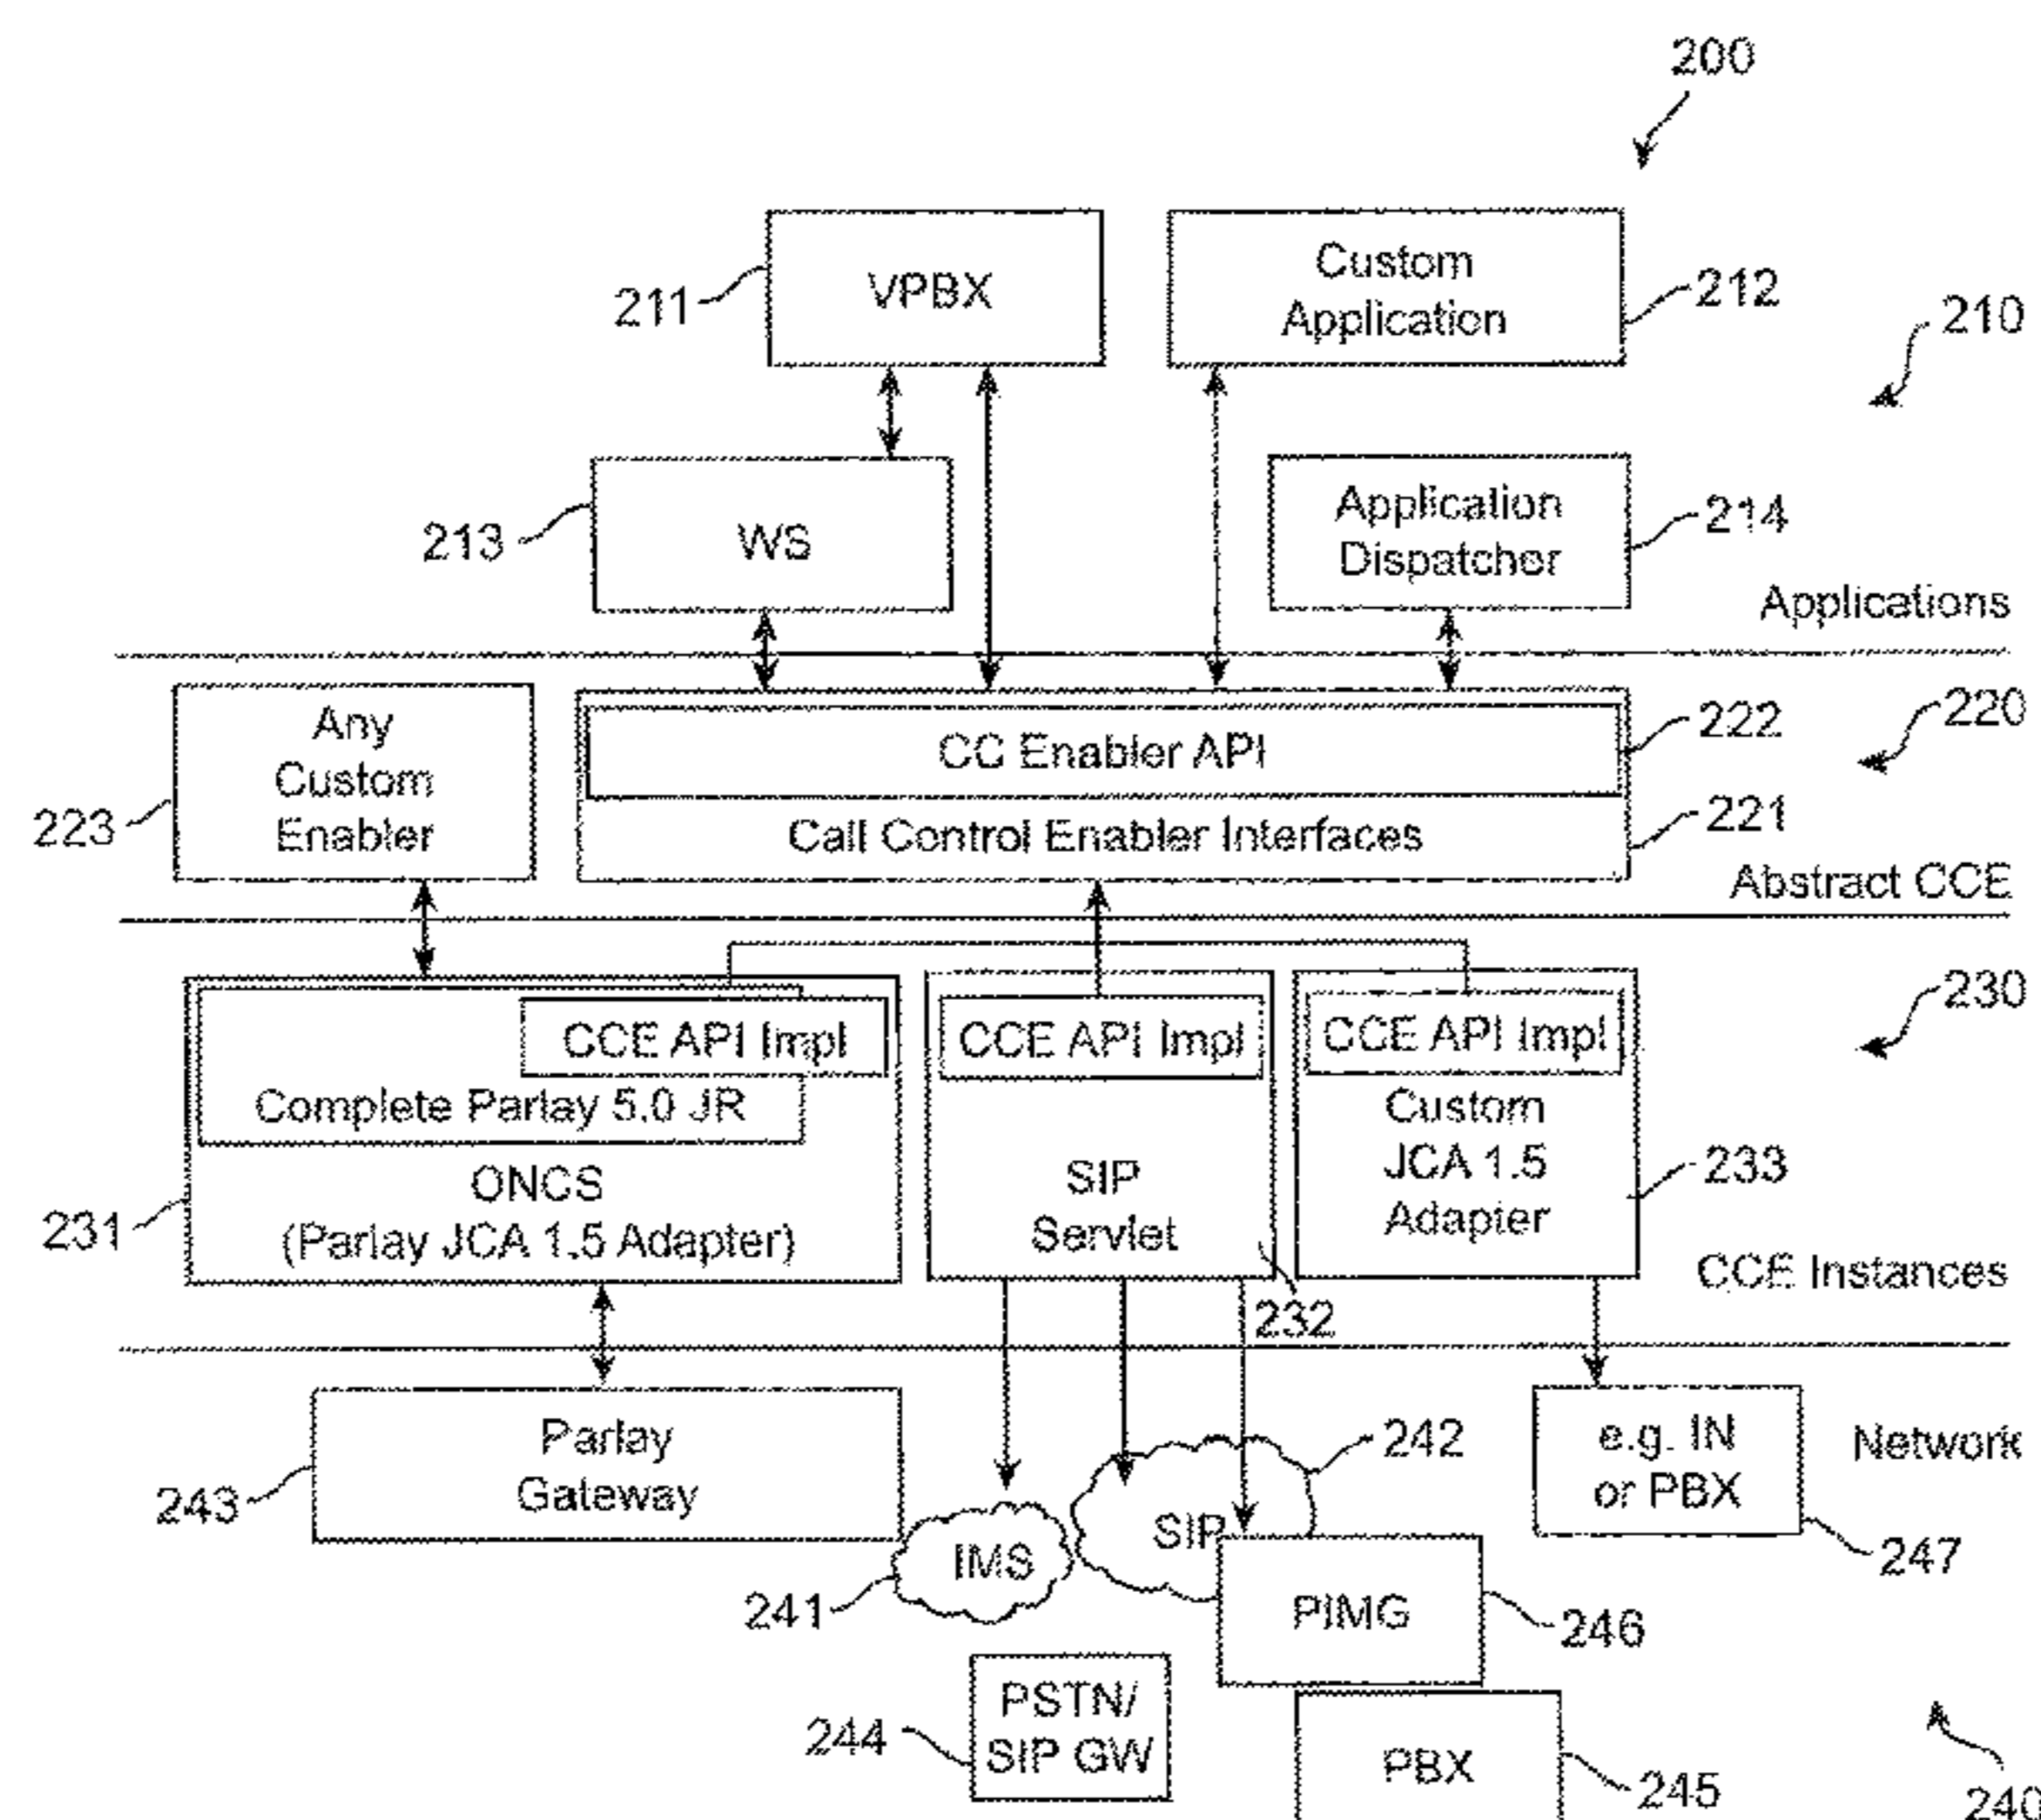 200
VPBX
211
Custom
Application
212
210
WS
213
Application
Dispatcher
214
Applications
Any
Custom
Enabler
223
CC Enabler API
222
220
Call Control Enabler Interfaces
221
Abstract CCE
CCE API Impl
CCE API Impl
CCE API Impl
230
Complete Parlay 5.0 JR
ONCS
(Parlay JCA 1.5 Adapter)
231
SIP
Servlet
232
Custom
JCA 1.5
Adapter
233
CCE Instances
Parlay
Gateway
243
IMS
241
SIP
242
e.g. IN
or PBX
247
Network
PIMG
246
PSTN/
SIP GW
244
PBX
245
240